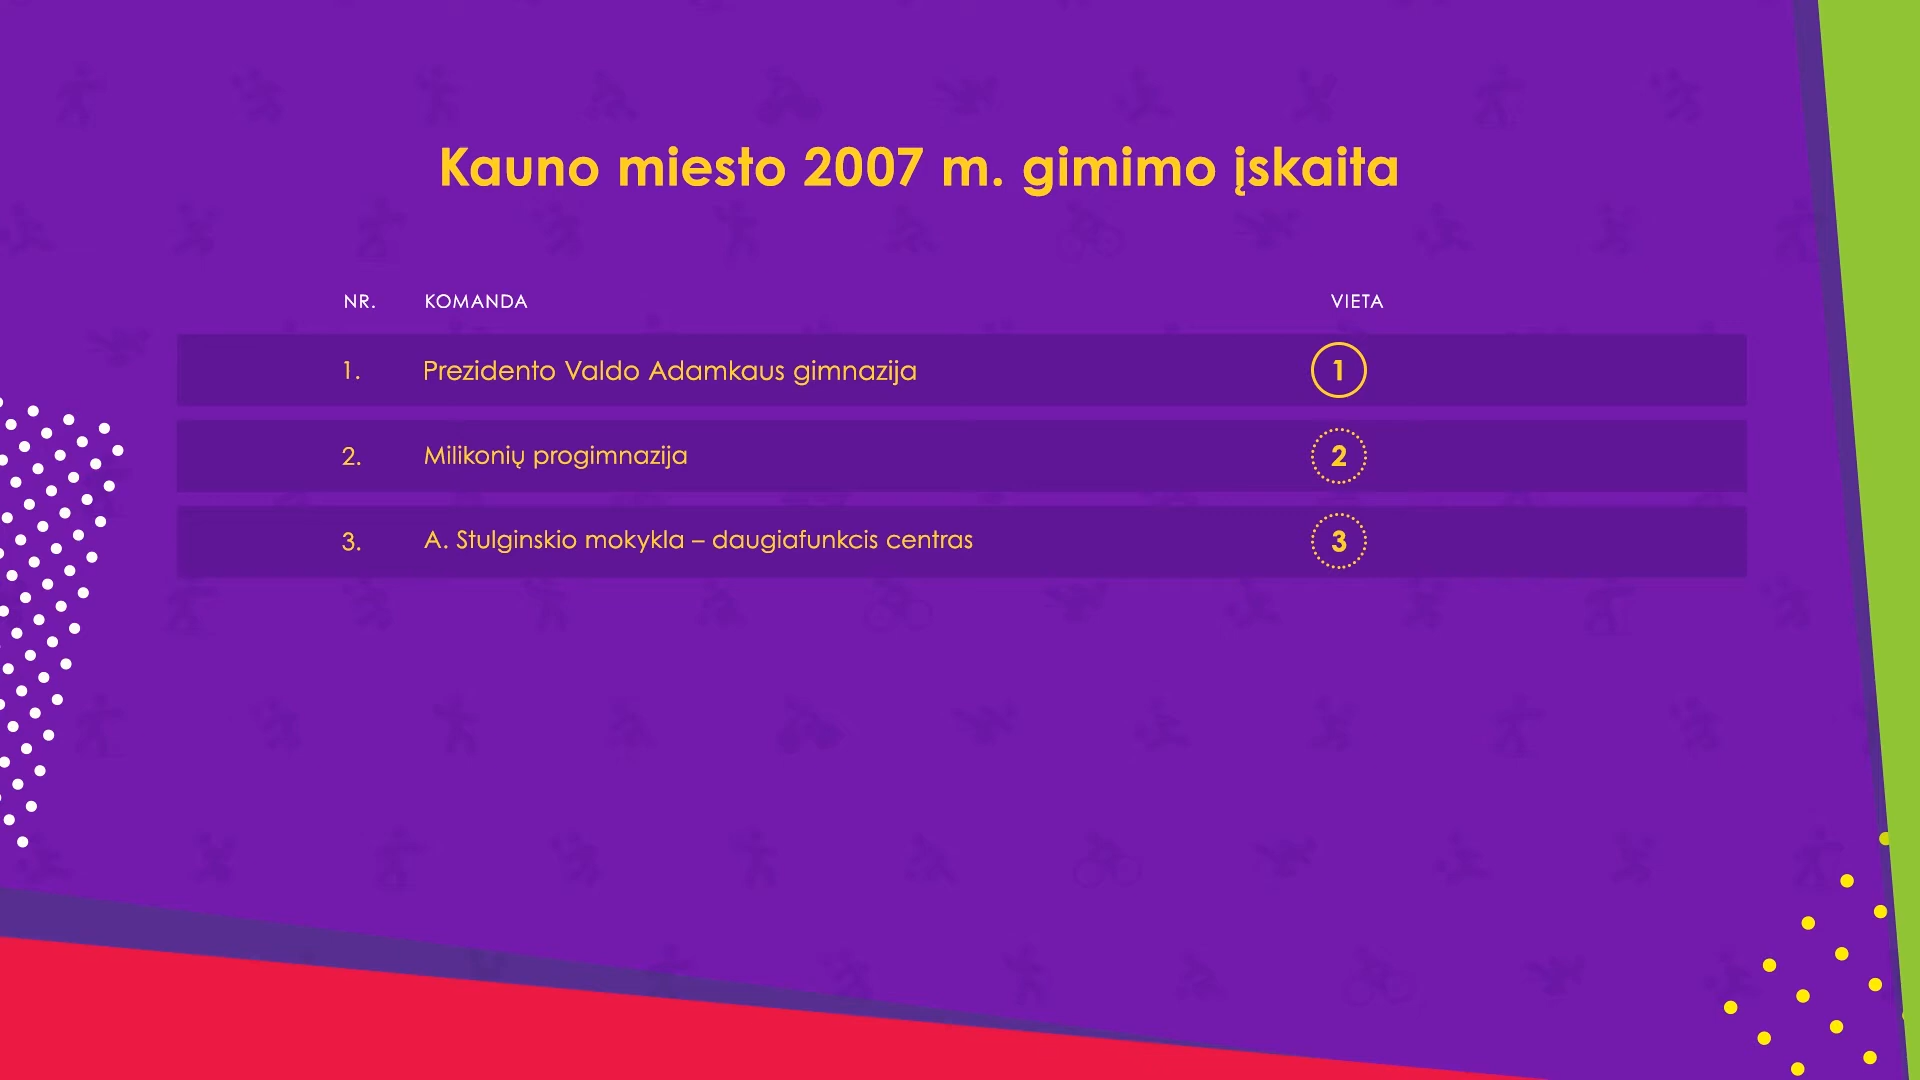 Kauno miesto 2007 m. gimimo įskaita
NR. KOMANDA VIETA
1. Prezidento Valdo Adamkaus gimnazija 1
2. Milikonių progimnazija 2
3. A. Stulginskio mokykla – daugiafunkcis centras 3